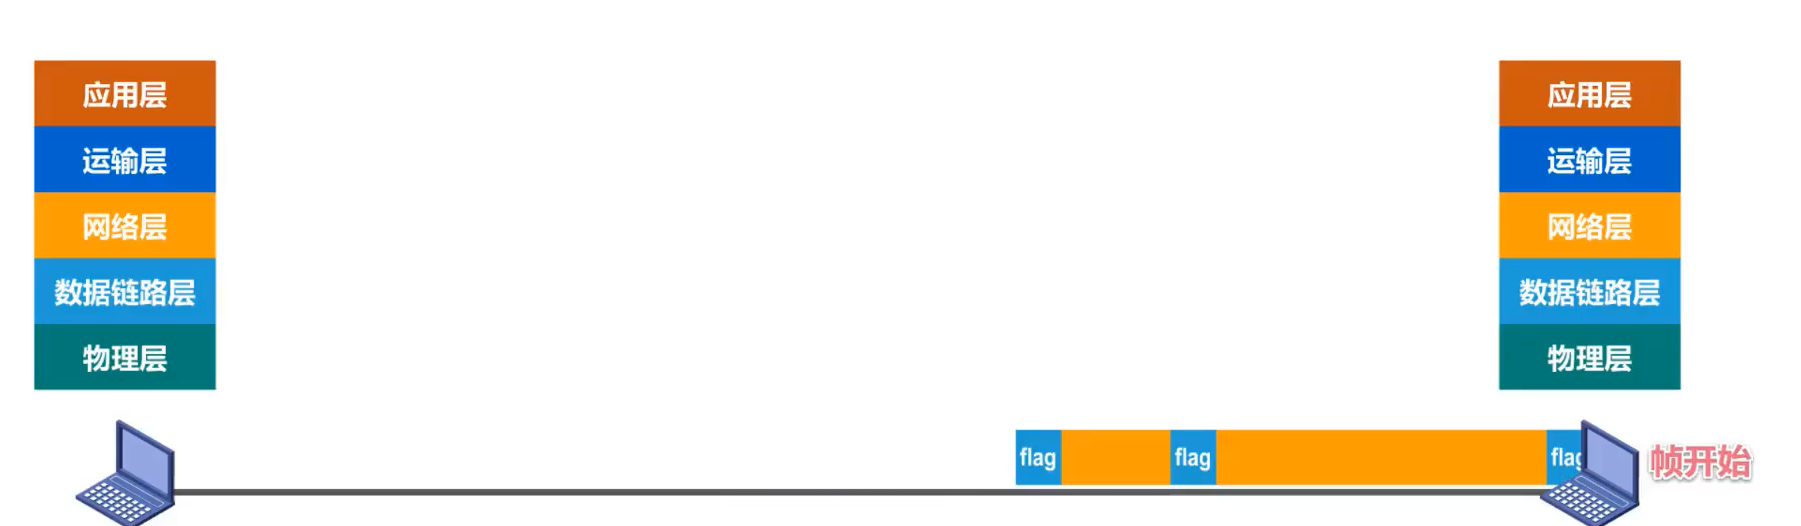 应用层
运输层
网络层
数据链路层
物理层
应用层
运输层
网络层
数据链路层
物理层
flag
flag
flag
帧开始